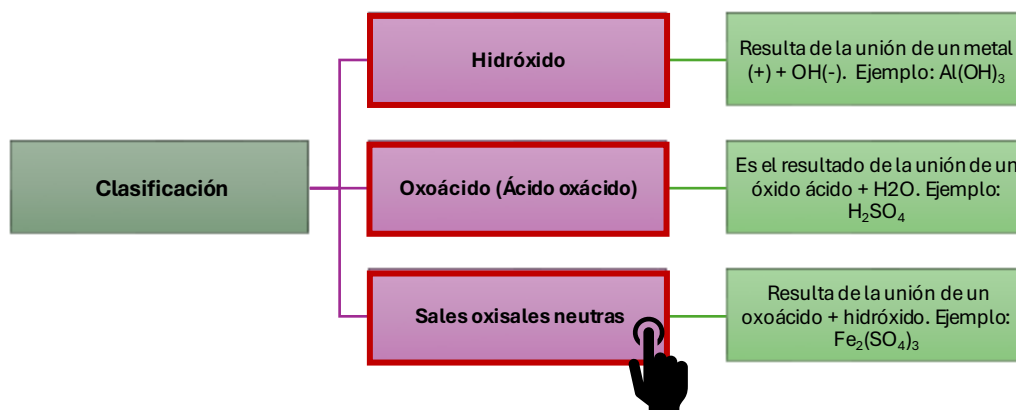 Clasificación
Hidróxido
Resulta de la unión de un metal
(+) + OH(-). Ejemplo: Al(OH)₃
Oxoácido (Ácido oxácido)
Es el resultado de la unión de un
óxido ácido + H2O. Ejemplo:
H₂SO₄
Sales oxisales neutras
Resulta de la unión de un
oxoácido + hidróxido. Ejemplo:
Fe₂(SO₄)₃